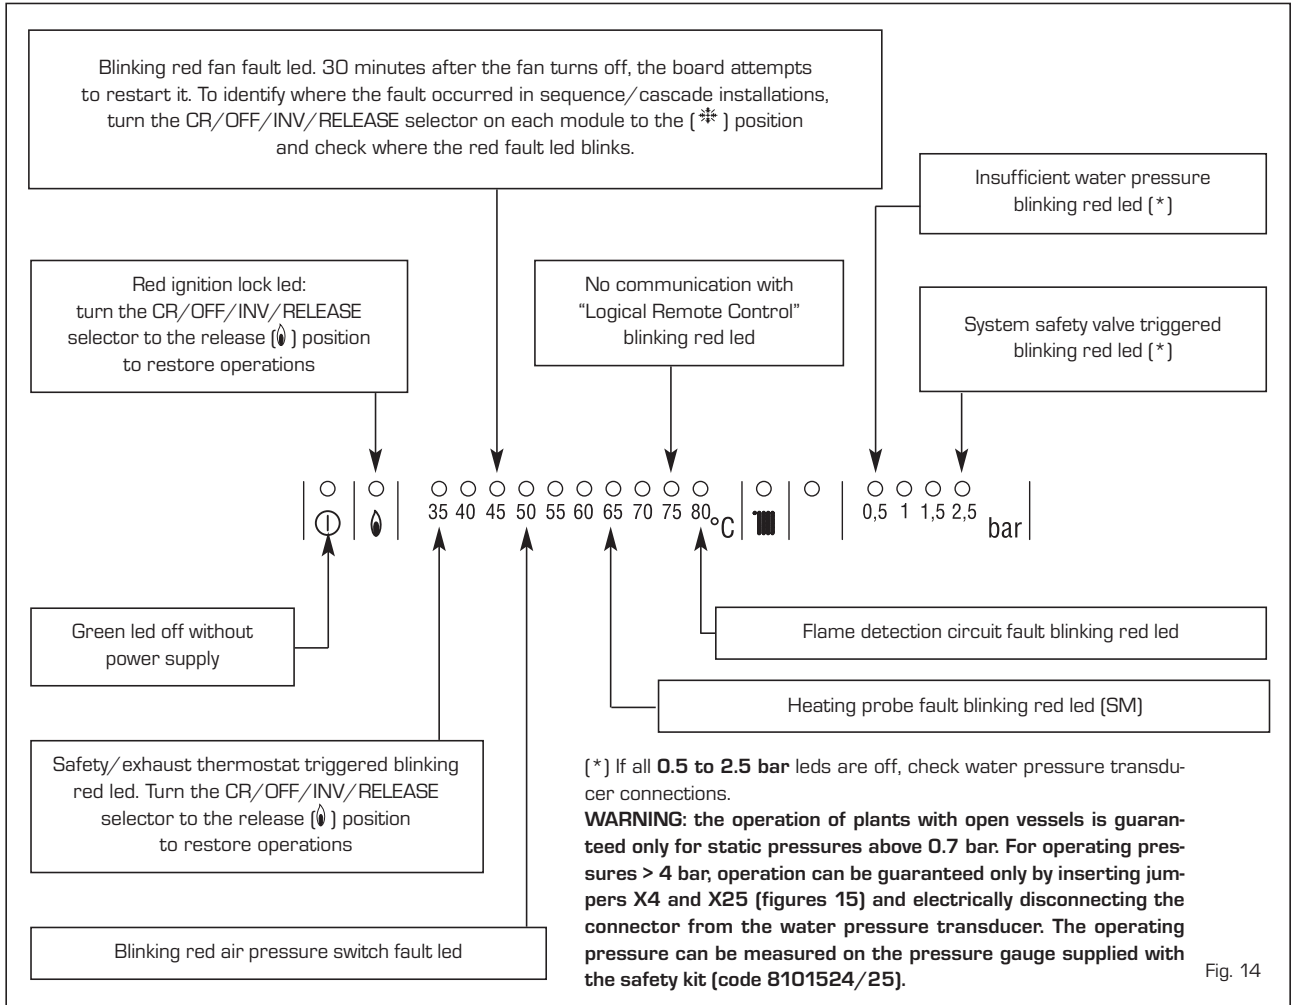 Blinking red fan fault led. 30 minutes after the fan turns off, the board attempts
to restart it. To identify where the fault occurred in sequence/cascade installations,
turn the CR/OFF/INV/RELEASE selector on each module to the ( ) position
and check where the red fault led blinks.
Insufficient water pressure
blinking red led (*)
Red ignition lock led:
turn the CR/OFF/INV/RELEASE
selector to the release ( ) position
to restore operations
No communication with
“Logical Remote Control”
blinking red led
System safety valve triggered
blinking red led (*)
35 40 45 50 55 60 65 70 75 80 °C
0,5 1 1,5 2,5 bar
Green led off without
power supply
Flame detection circuit fault blinking red led
Heating probe fault blinking red led (SM)
Safety/exhaust thermostat triggered blinking
red led. Turn the CR/OFF/INV/RELEASE
selector to the release ( ) position
to restore operations
Blinking red air pressure switch fault led
(*) If all 0.5 to 2.5 bar leds are off, check water pressure transdu-
cer connections.
WARNING: the operation of plants with open vessels is guaran-
teed only for static pressures above 0.7 bar. For operating pres-
sures > 4 bar, operation can be guaranteed only by inserting jum-
pers X4 and X25 (figures 15) and electrically disconnecting the
connector from the water pressure transducer. The operating
pressure can be measured on the pressure gauge supplied with
the safety kit (code 8101524/25).
Fig. 14